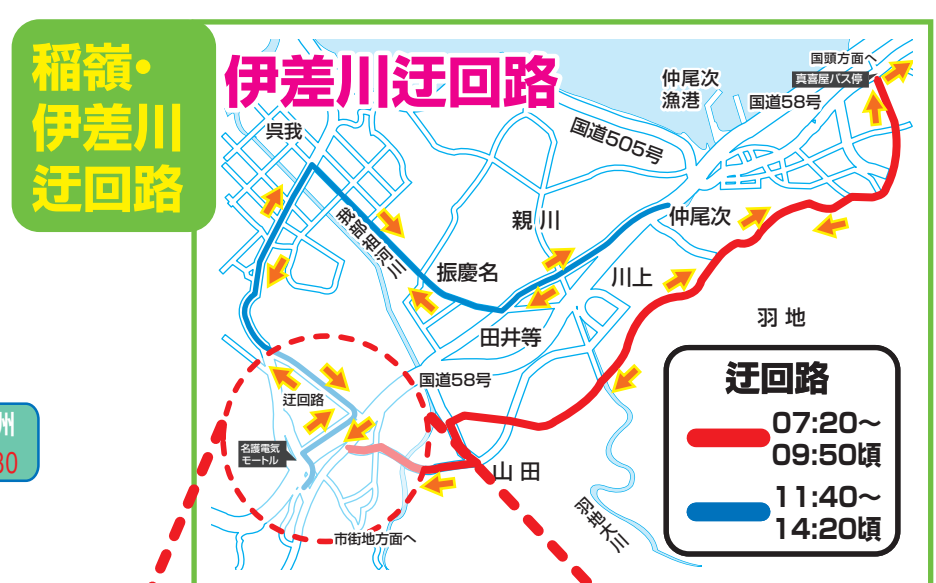 稲嶺・
伊差川
迂回路
伊差川迂回路
国頭方面へ
真喜屋バス停
仲尾次
漁港
国道58号
呉我
国道505号
我部祖河川
親川
仲尾次
振慶名
川上
田井等
羽地
国道58号
迂回路
名護電気
モートル
山田
羽地大川
市街地方面へ
迂回路
07:20〜
09:50頃
11:40〜
14:20頃
州
30